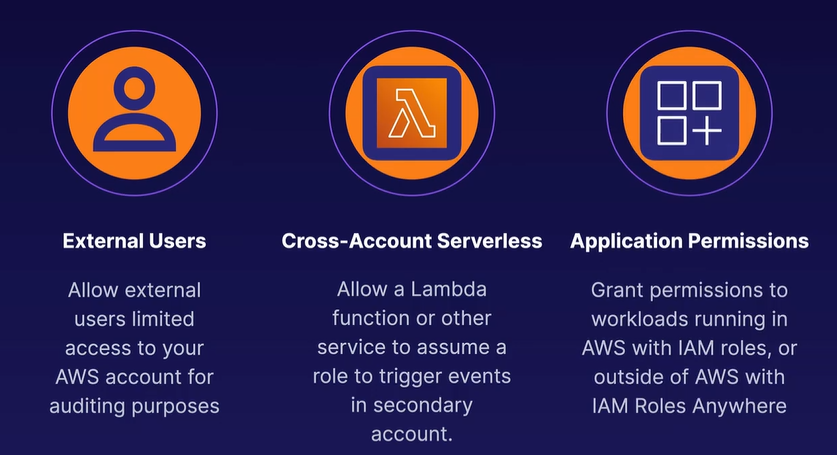 External Users
Allow external
users limited
access to your
AWS account for
auditing purposes
Cross-Account Serverless
Allow a Lambda
function or other
service to assume a
role to trigger events
in secondary
account.
Application Permissions
Grant permissions to
workloads running in
AWS with IAM roles, or
outside of AWS with
IAM Roles Anywhere